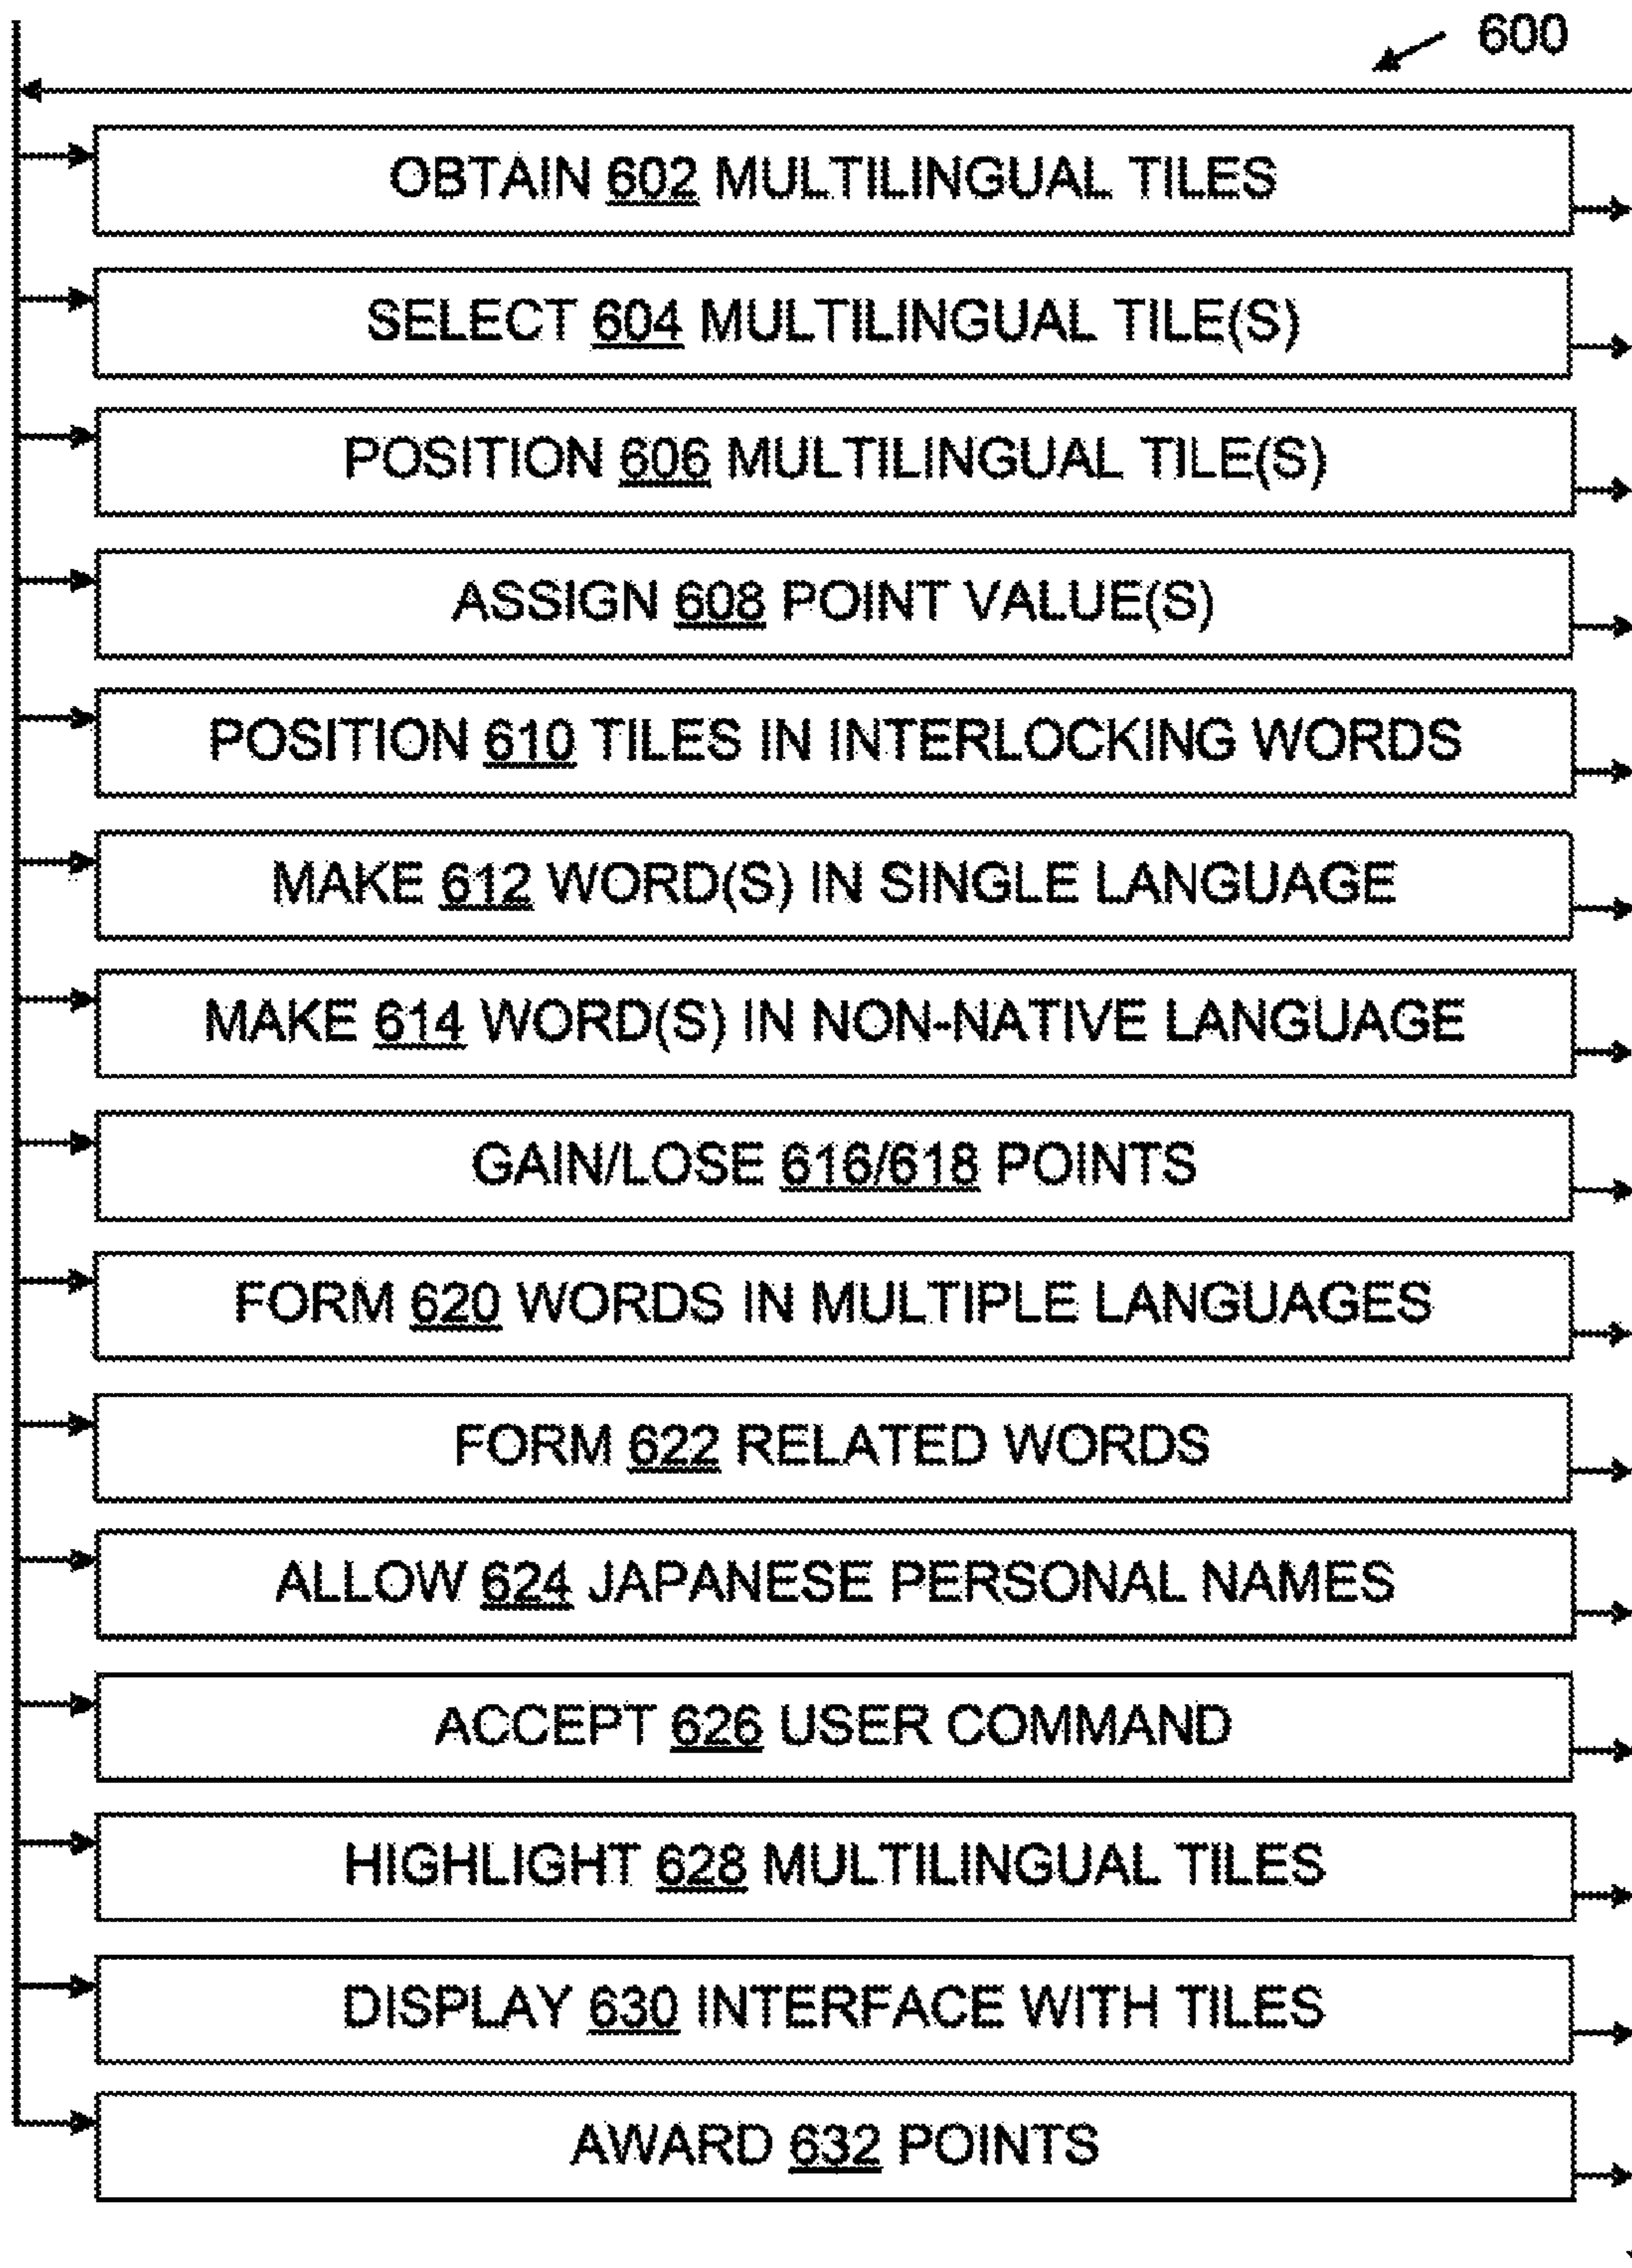 600
OBTAIN 602 MULTILINGUAL TILES
SELECT 604 MULTILINGUAL TILE(S)
POSITION 606 MULTILINGUAL TILE(S)
ASSIGN 608 POINT VALUE(S)
POSITION 610 TILES IN INTERLOCKING WORDS
MAKE 612 WORD(S) IN SINGLE LANGUAGE
MAKE 614 WORD(S) IN NON-NATIVE LANGUAGE
GAIN/LOSE 616/618 POINTS
FORM 620 WORDS IN MULTIPLE LANGUAGES
FORM 622 RELATED WORDS
ALLOW 624 JAPANESE PERSONAL NAMES
ACCEPT 626 USER COMMAND
HIGHLIGHT 628 MULTILINGUAL TILES
DISPLAY 630 INTERFACE WITH TILES
AWARD 632 POINTS